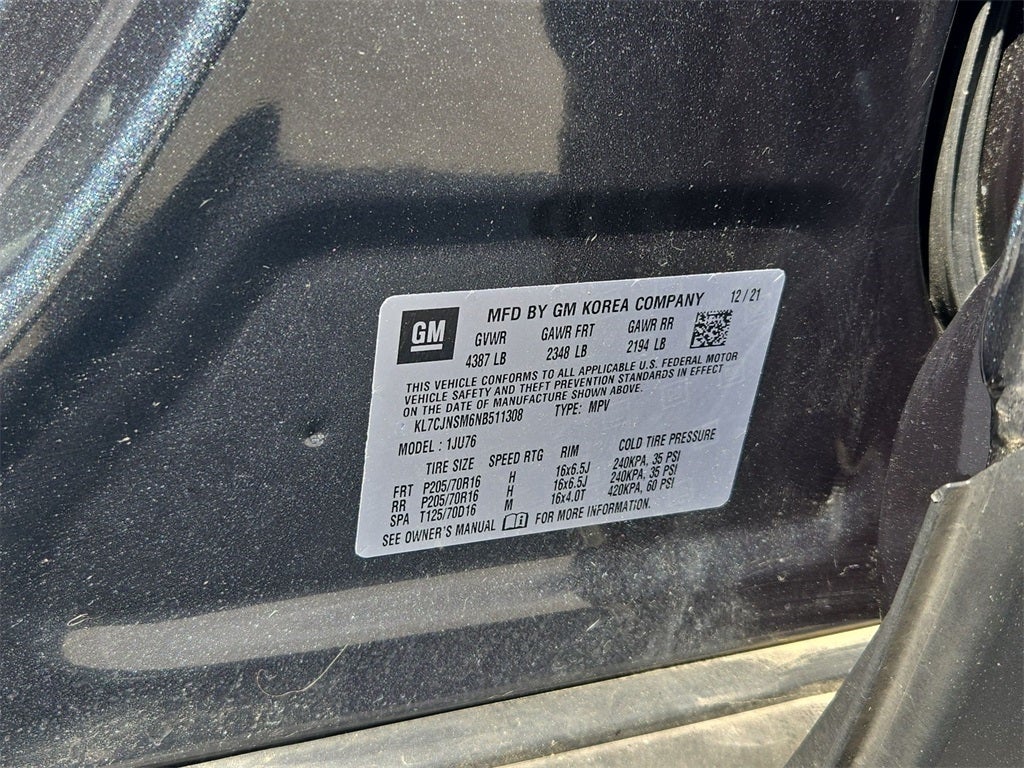 GM
MFD BY GM KOREA COMPANY 12/21
GVWR GAWR FRT GAWR RR
4387 LB 2348 LB 2194 LB
THIS VEHICLE CONFORMS TO ALL APPLICABLE U.S. FEDERAL MOTOR
VEHICLE SAFETY AND THEFT PREVENTION STANDARDS IN EFFECT
ON THE DATE OF MANUFACTURE SHOWN ABOVE.
KL7CJNSM6NB511308 TYPE: MPV
MODEL : 1JU76
TIRE SIZE SPEED RTG RIM COLD TIRE PRESSURE
FRT P205/70R16 H 16x6.5J 240KPA, 35 PSI
RR P205/70R16 H 16x6.5J 240KPA, 35 PSI
SPA T125/70D16 M 16x4.0T 420KPA, 60 PSI
SEE OWNER'S MANUAL FOR MORE INFORMATION.